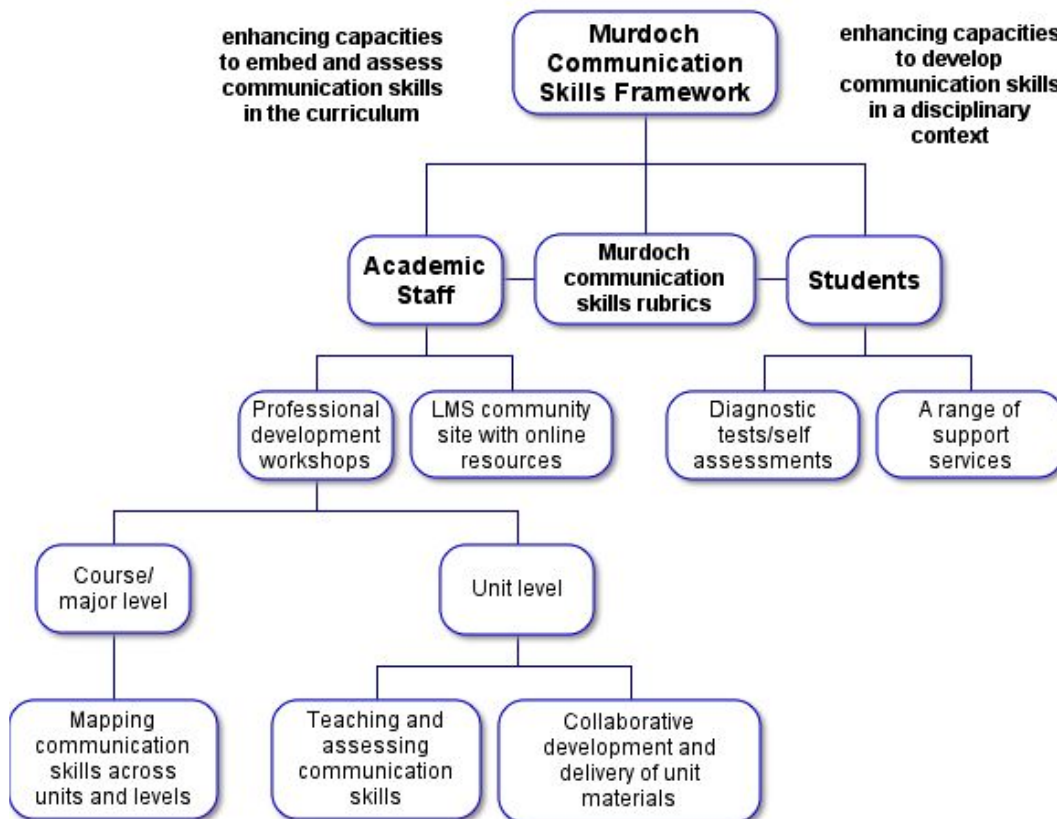 enhancing capacities
to embed and assess
communication skills
in the curriculum
Murdoch
Communication
Skills Framework
enhancing capacities
to develop
communication skills
in a disciplinary
context
Academic
Staff
Murdoch
communication
skills rubrics
Students
Professional
development
workshops
LMS community
site with online
resources
Diagnostic
tests/self
assessments
A range of
support
services
Course/
major level
Unit level
Mapping
communication
skills across
units and levels
Teaching and
assessing
communication
skills
Collaborative
development and
delivery of unit
materials